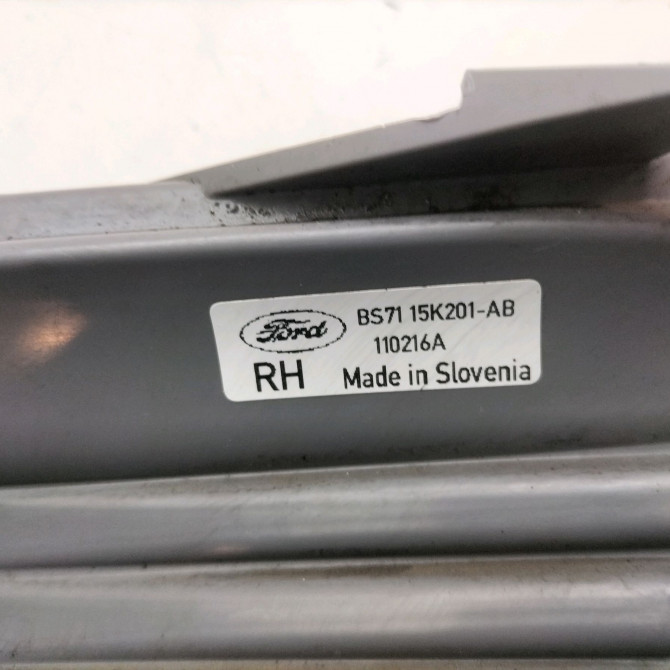 Ford BS71 15K201-AB
110216A
RH Made in Slovenia